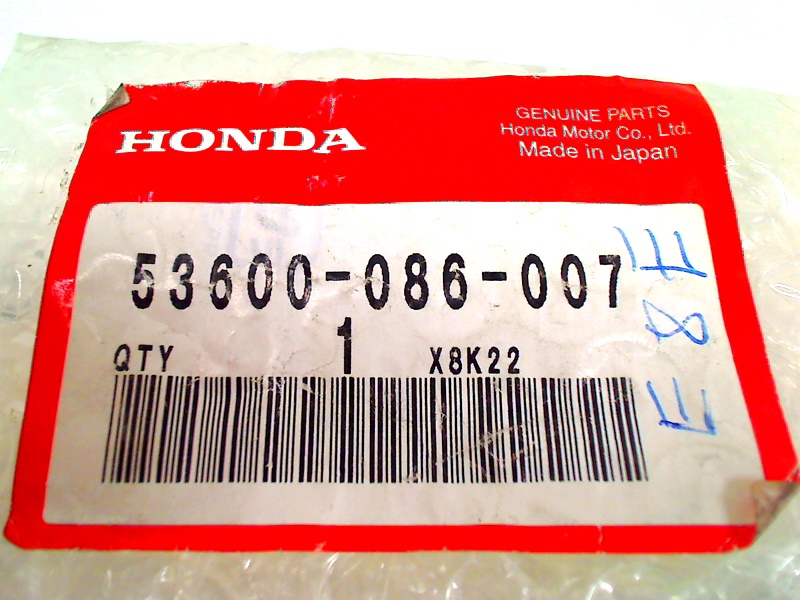 HONDA
GENUINE PARTS
Honda Motor Co., Ltd.
Made in Japan
53600-086-007
QTY 1 X8K22